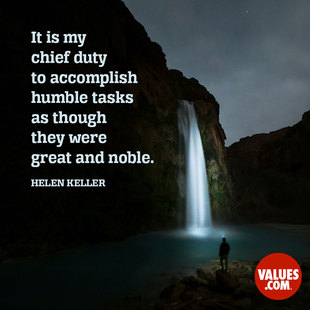 It is my
chief duty
to accomplish
humble tasks
as though
they were
great and noble.
HELEN KELLER
VALUES
.COM